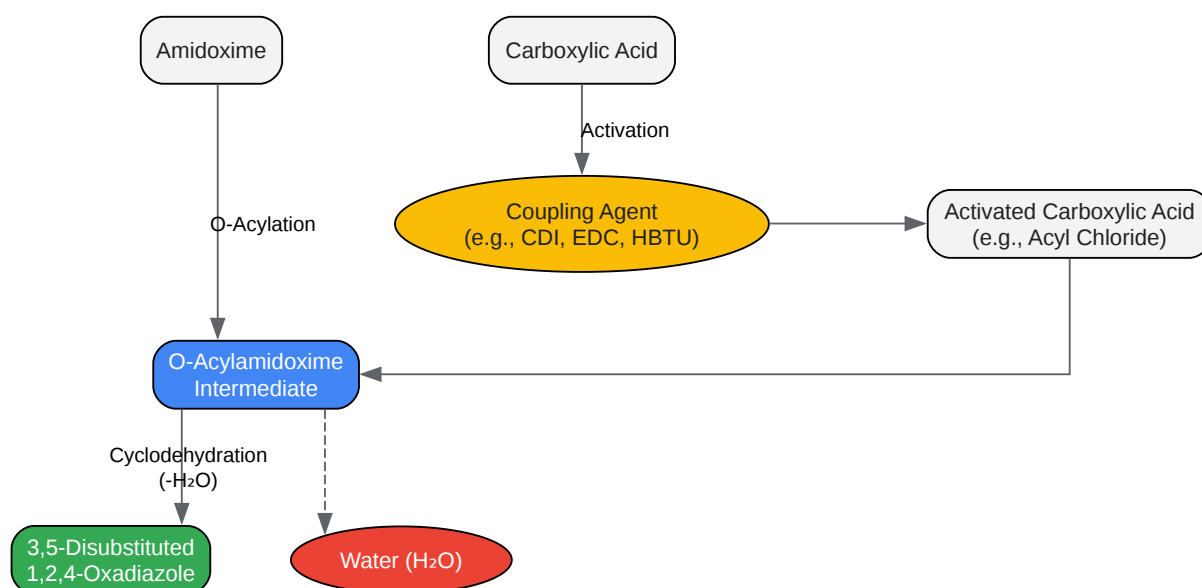 Amidoxime
Carboxylic Acid
Activation
O-Acylation
Coupling Agent
(e.g., CDI, EDC, HBTU)
Activated Carboxylic Acid
(e.g., Acyl Chloride)
O-Acylamidoxime
Intermediate
Cyclodehydration
(-H₂O)
3,5-Disubstituted
1,2,4-Oxadiazole
Water (H₂O)